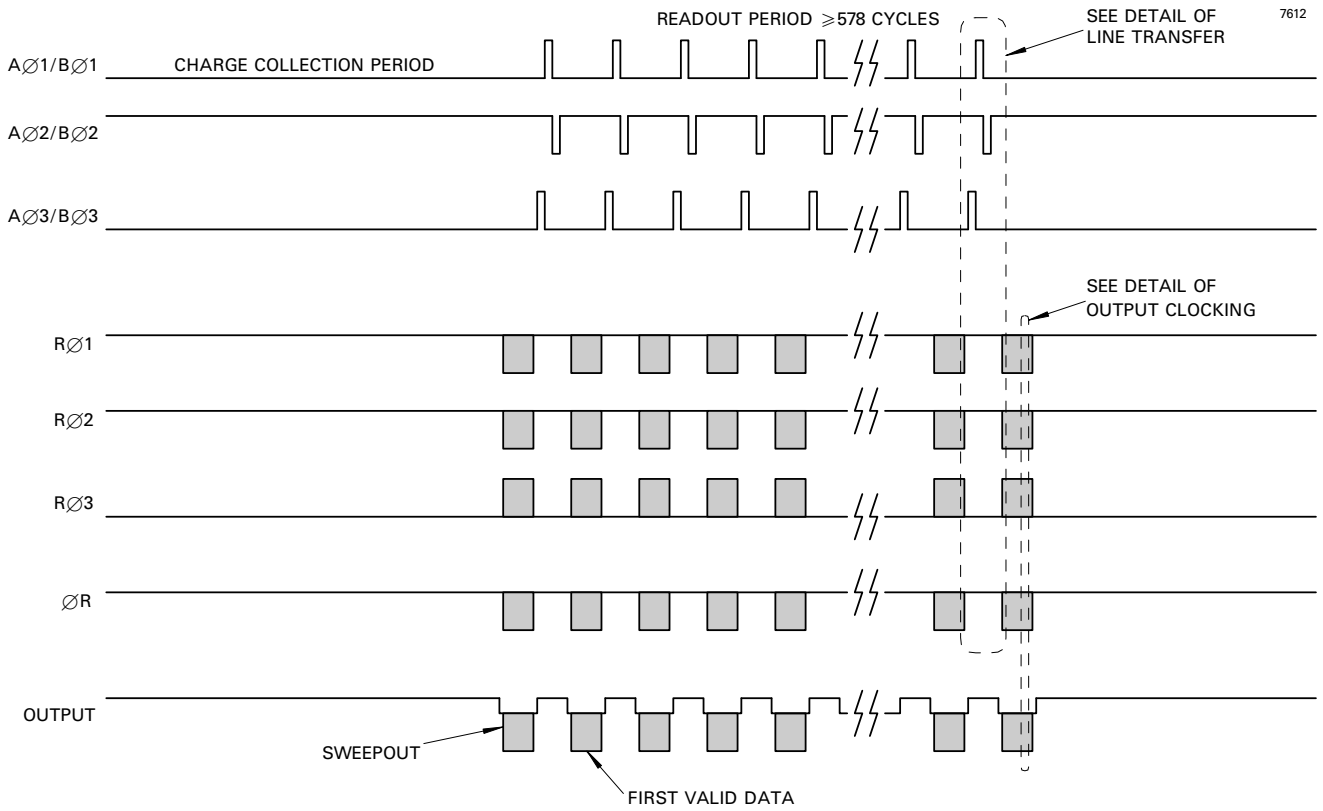 READOUT PERIOD ⩾578 CYCLES
SEE DETAIL OF
LINE TRANSFER
7612
A∅1/B∅1
CHARGE COLLECTION PERIOD
A∅2/B∅2
A∅3/B∅3
SEE DETAIL OF
OUTPUT CLOCKING
R∅1
R∅2
R∅3
∅R
OUTPUT
SWEEPOUT
FIRST VALID DATA